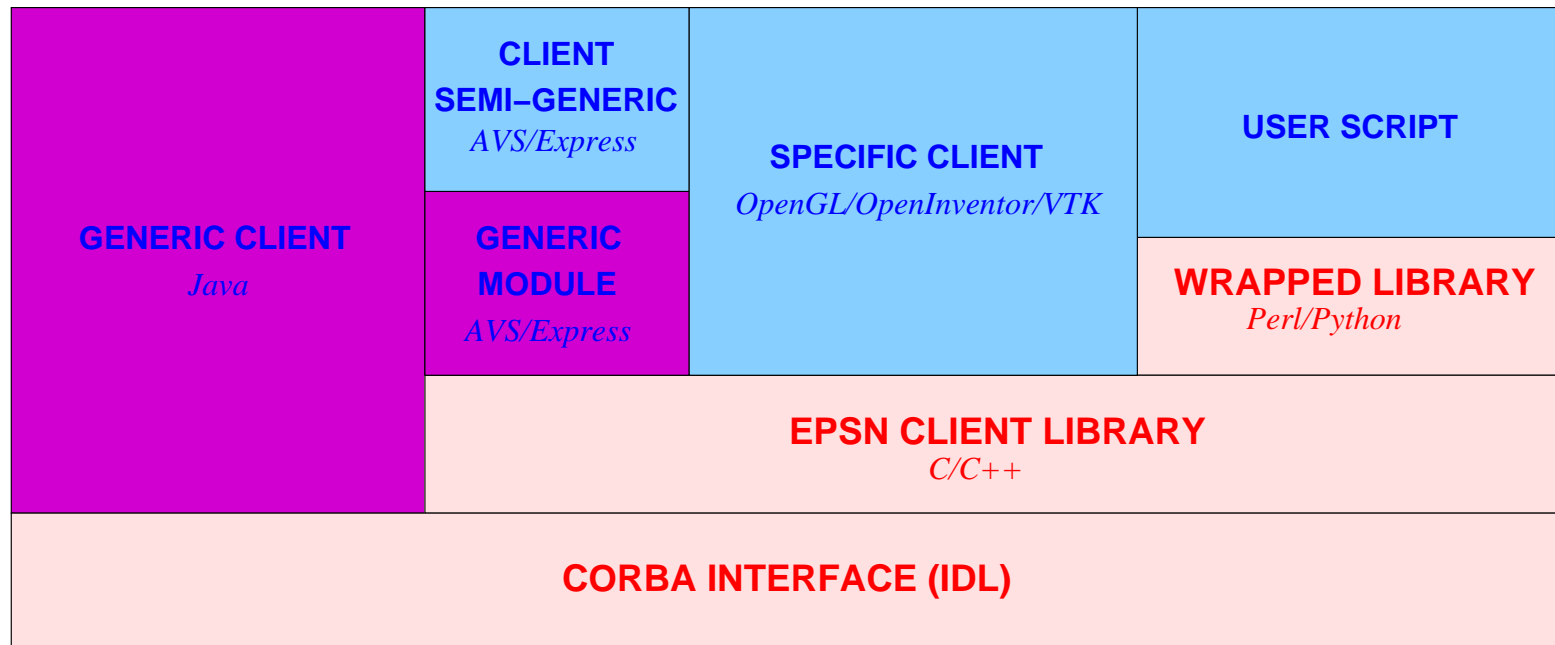 GENERIC CLIENT
Java
CLIENT
SEMI−GENERIC
AVS/Express
GENERIC
MODULE
AVS/Express
SPECIFIC CLIENT
OpenGL/OpenInventor/VTK
USER SCRIPT
WRAPPED LIBRARY
Perl/Python
EPSN CLIENT LIBRARY
C/C++
CORBA INTERFACE (IDL)